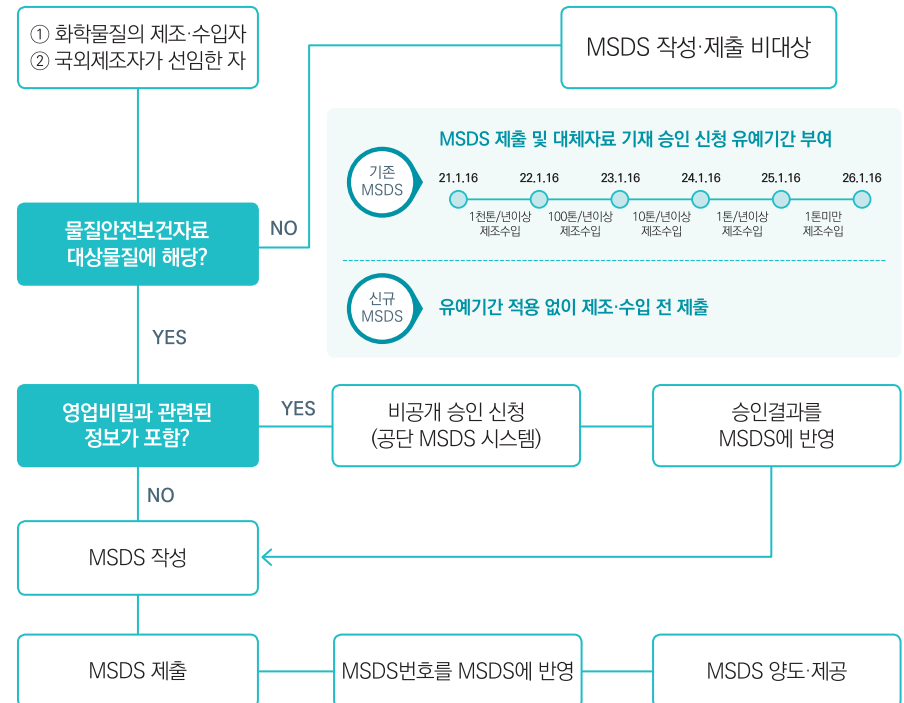 ① 화학물질의 제조·수입자
② 국외제조자가 선임한 자
MSDS 작성·제출 비대상
MSDS 제출 및 대체자료 기재 승인 신청 유예기간 부여
기존
MSDS
21.1.16 22.1.16 23.1.16 24.1.16 25.1.16 26.1.16
1천톤/년이상 100톤/년이상 10톤/년이상 1톤/년이상 1톤미만
제조수입 제조수입 제조수입 제조수입 제조수입
신규
MSDS
유예기간 적용 없이 제조·수입 전 제출
물질안전보건자료
대상물질에 해당?
NO
YES
영업비밀과 관련된
정보가 포함?
YES
비공개 승인 신청
(공단 MSDS 시스템)
승인결과를
MSDS에 반영
NO
MSDS 작성
MSDS 제출
MSDS번호를 MSDS에 반영
MSDS 양도·제공